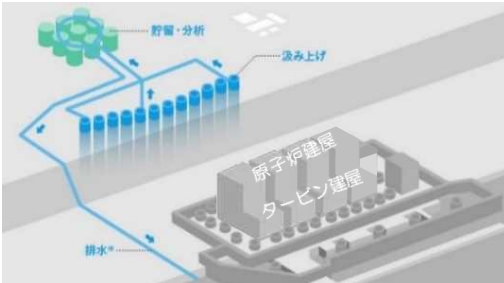 貯留・分析
汲み上げ
原子炉建屋
タービン建屋
排水※